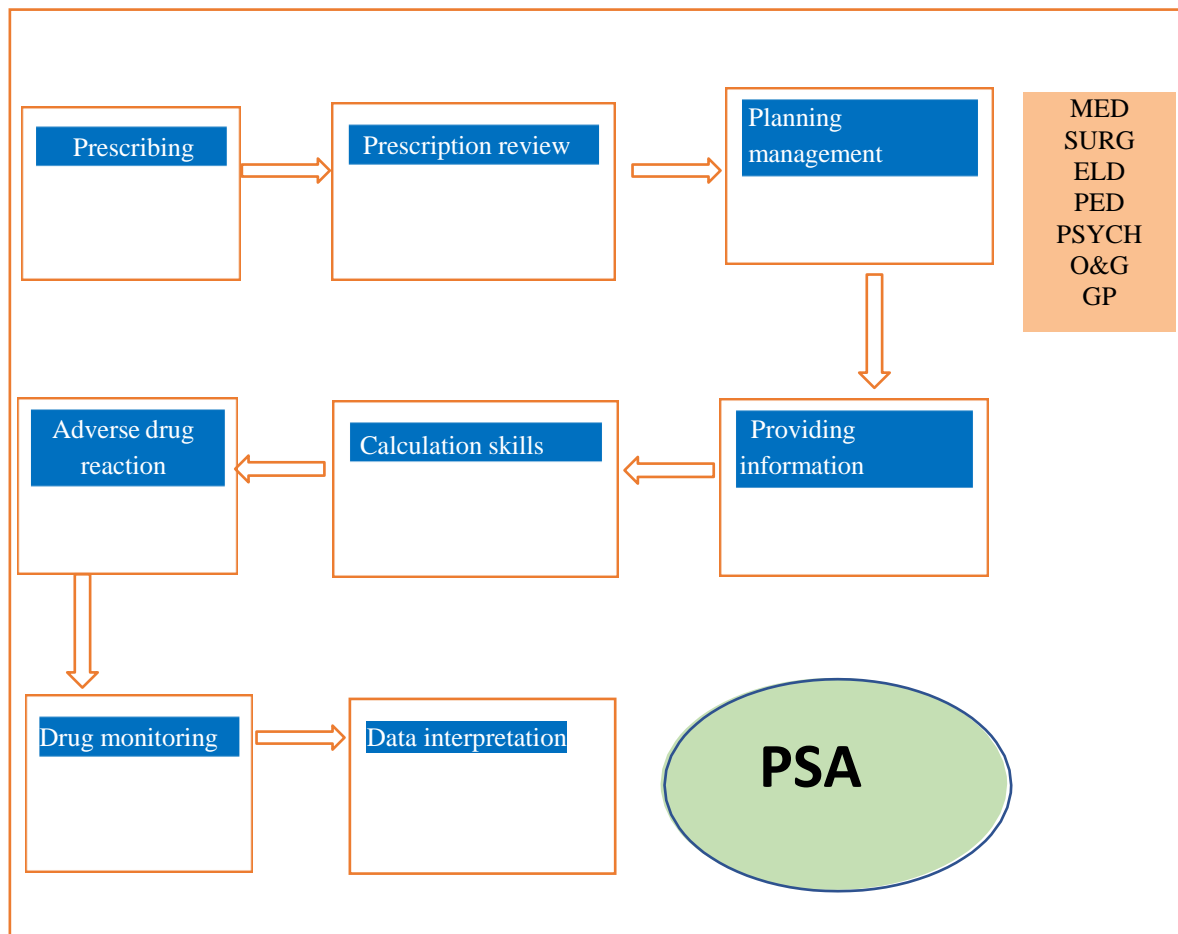 Prescribing
Prescription review
Planning
management
MED
SURG
ELD
PED
PSYCH
O&G
GP
Adverse drug
reaction
Calculation skills
Providing
information
Drug monitoring
Data interpretation
PSA